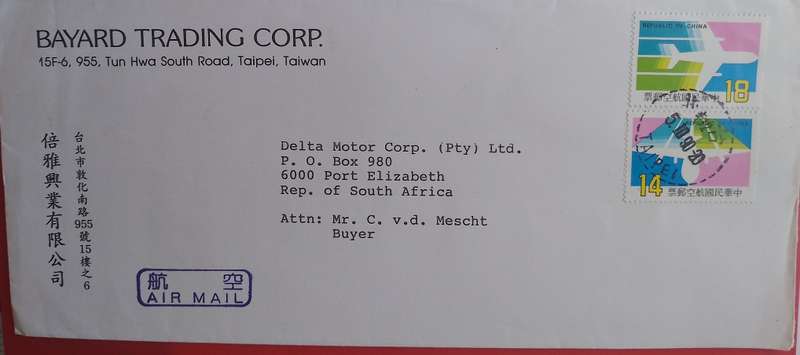 BAYARD TRADING CORP.
15F-6, 955, Tun Hwa South Road, Taipei, Taiwan
台北市敦化南路955號15樓之6
倍雅興業有限公司
Delta Motor Corp. (Pty) Ltd.
P. O. Box 980
6000 Port Elizabeth
Rep. of South Africa
Attn: Mr. C. v.d. Mescht
Buyer
航空
AIR MAIL
REPUBLIC OF CHINA
票郵空航國民華中
18
TAIPEI
14
票郵空航國民華中